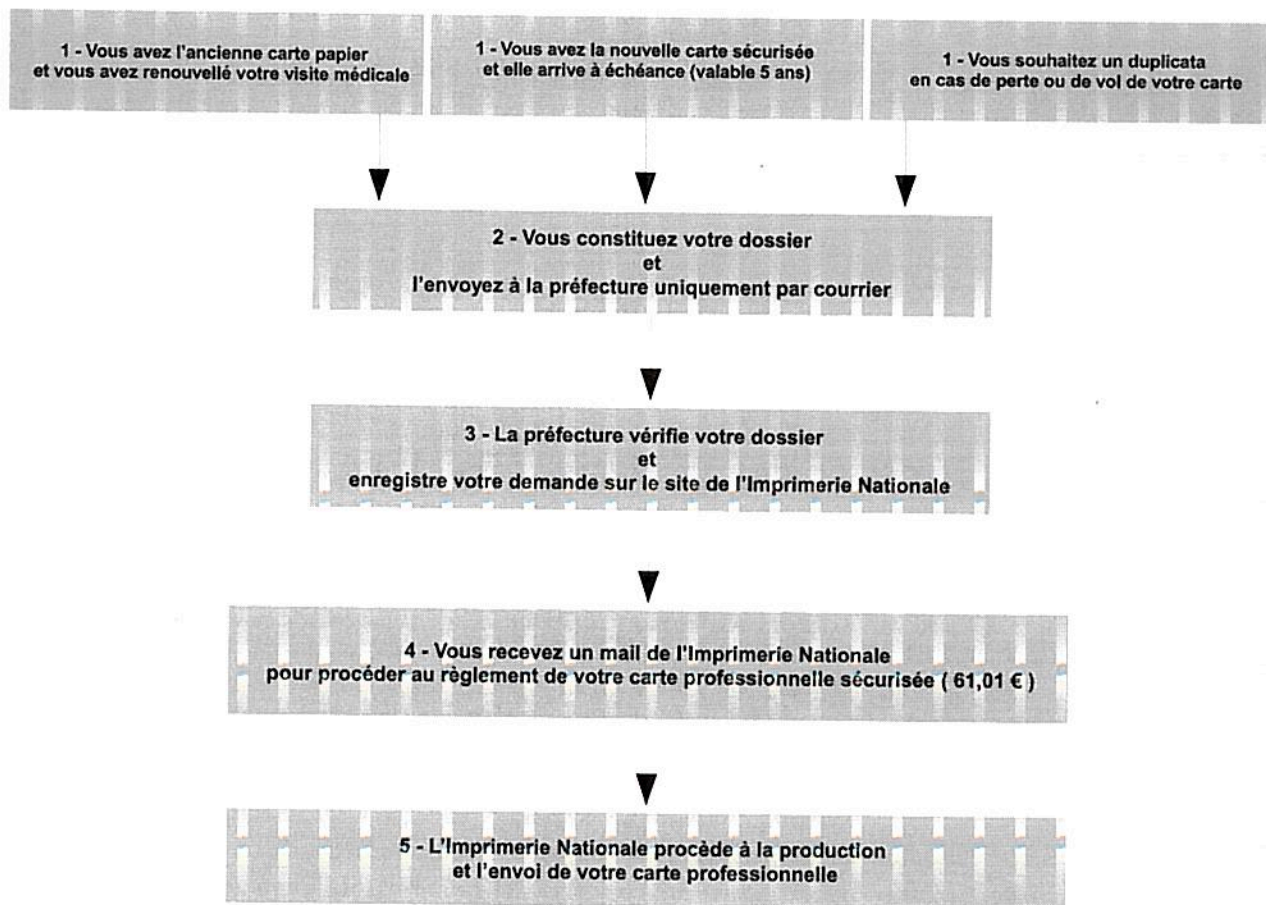 1 - Vous avez l'ancienne carte papier
et vous avez renouvellé votre visite médicale
1 - Vous avez la nouvelle carte sécurisée
et elle arrive à échéance (valable 5 ans)
1 - Vous souhaitez un duplicata
en cas de perte ou de vol de votre carte
2 - Vous constituez votre dossier
et
l'envoyez à la préfecture uniquement par courrier
3 - La préfecture vérifie votre dossier
et
enregistre votre demande sur le site de l'Imprimerie Nationale
4 - Vous recevez un mail de l'Imprimerie Nationale
pour procéder au règlement de votre carte professionnelle sécurisée ( 61,01 € )
5 - L'Imprimerie Nationale procède à la production
et l'envoi de votre carte professionnelle